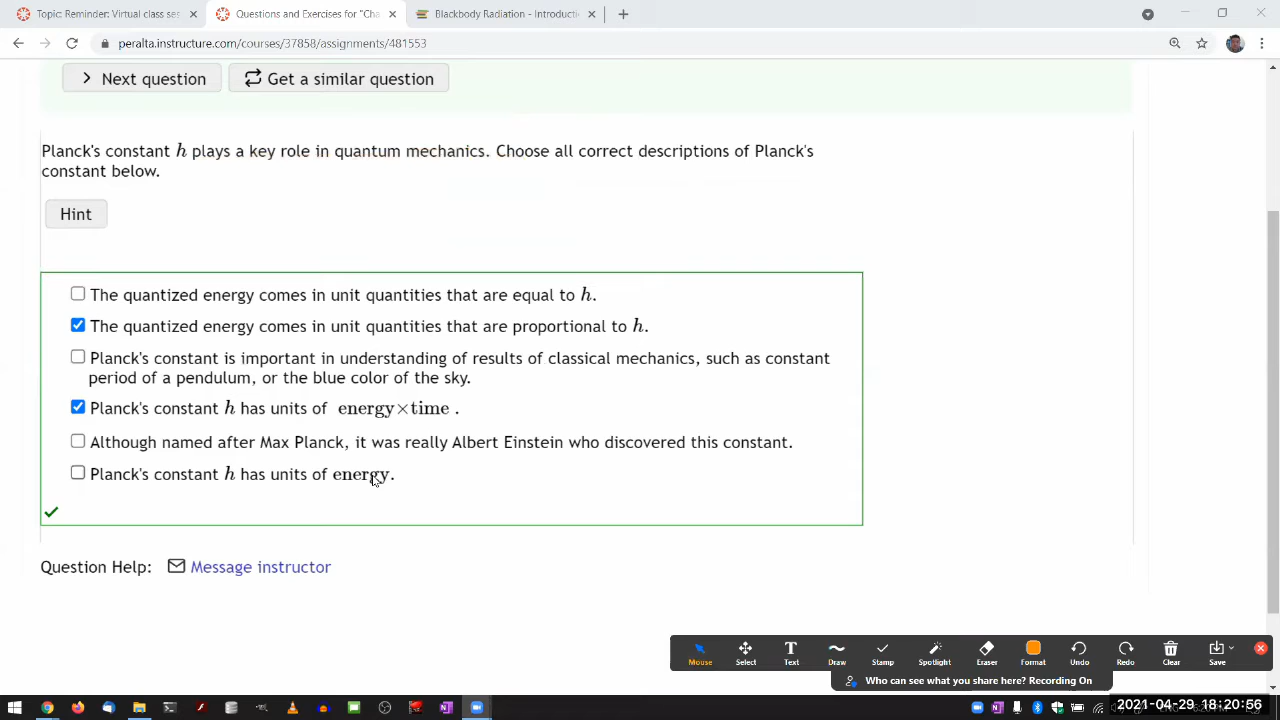 Topic: Reminder: Virtual class ses
Questions and Exercises for "Cha
Blackbody Radiation - Introducti
peralta.instructure.com/courses/37858/assignments/481553
Next question
Get a similar question
Planck's constant h plays a key role in quantum mechanics. Choose all correct descriptions of Planck's
constant below.
Hint
The quantized energy comes in unit quantities that are equal to h.
The quantized energy comes in unit quantities that are proportional to h.
Planck's constant is important in understanding of results of classical mechanics, such as constant
period of a pendulum, or the blue color of the sky.
Planck's constant h has units of energy×time .
Although named after Max Planck, it was really Albert Einstein who discovered this constant.
Planck's constant h has units of energy.
Question Help: Message instructor
Mouse Select Text Draw Stamp Spotlight Eraser Format Undo Redo Clear Save
Who can see what you share here? Recording On
2021-04-29 18:20:56